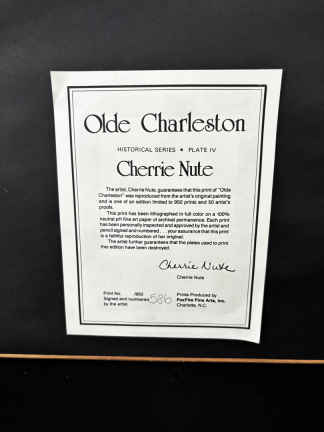 Olde Charleston
HISTORICAL SERIES • PLATE IV
Cherrie Nute
The artist, Cherrie Nute, guarantees that this print of "Olde
Charleston" was reproduced from the artist's original painting
and is one of an edition limited to 950 prints and 50 artist's
proofs.
This print has been lithographed in full color on a 100%
neutral pH fine art paper of archival permanence. Each print
has been personally inspected and approved by the artist and
pencil signed and numbered . . . your assurance that this print
is a faithful reproduction of her original.
The artist further guarantees that the plates used to print
this edition have been destroyed.
Cherrie Nute
Cherrie Nute
Print No. /950
Signed and numbered 586
by the artist
Prints Produced by
FoxFire Fine Arts, Inc.
Charlotte, N.C.